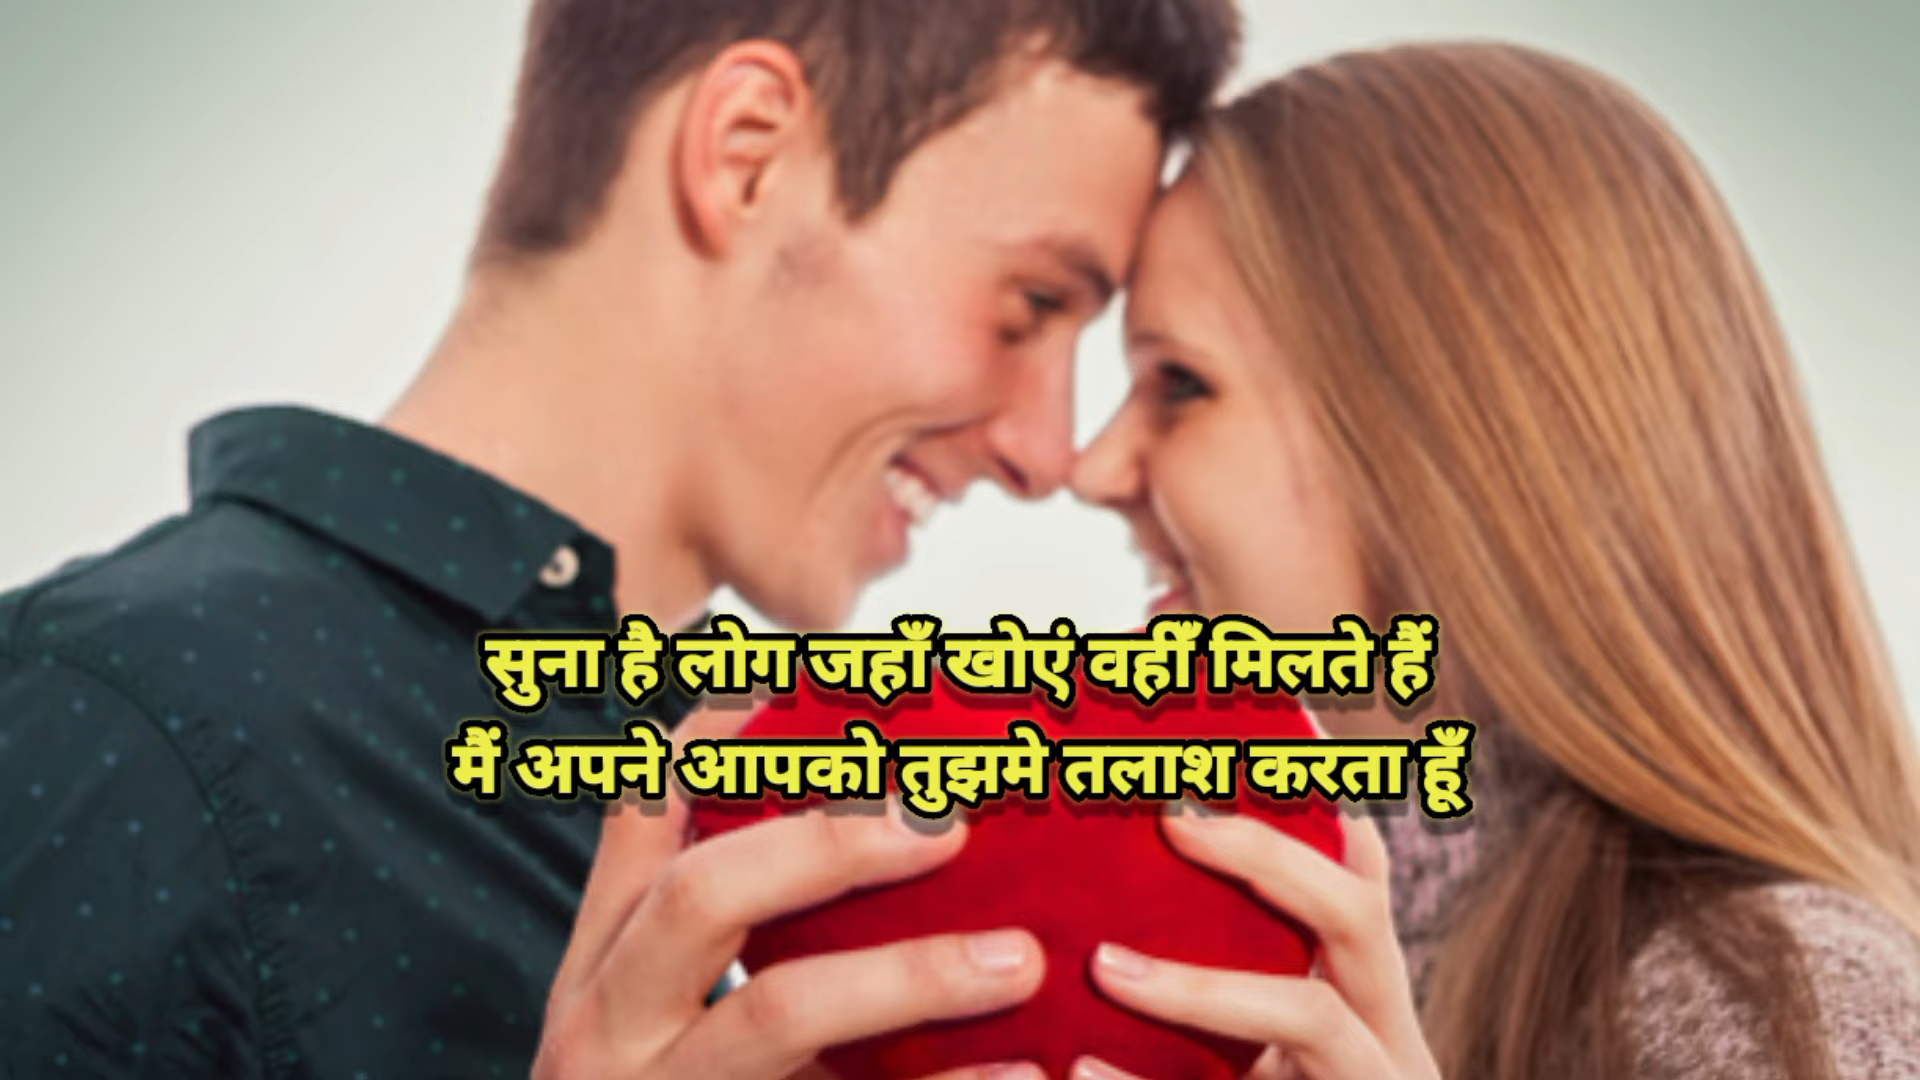 सुना है लोग जहाँ खोएं वहीँ मिलते हैं
मैं अपने आपको तुझमे तलाश करता हूँ